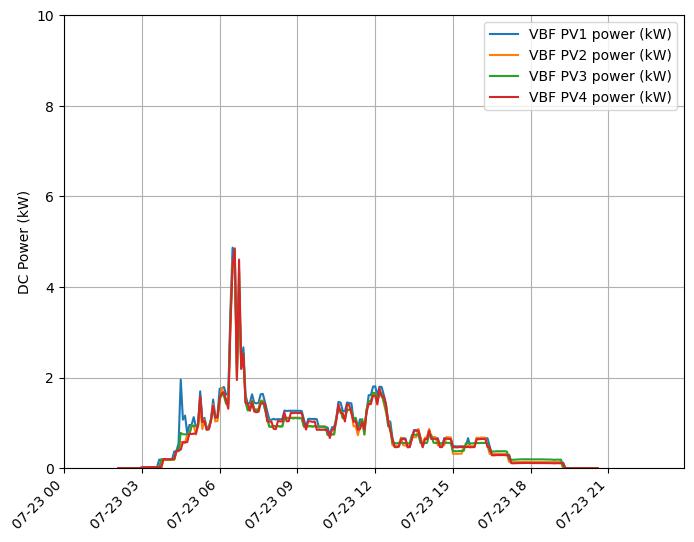 10
8
6
4
2
0
DC Power (kW)
VBF PV1 power (kW)
VBF PV2 power (kW)
VBF PV3 power (kW)
VBF PV4 power (kW)
07-23 00
07-23 03
07-23 06
07-23 09
07-23 12
07-23 15
07-23 18
07-23 21